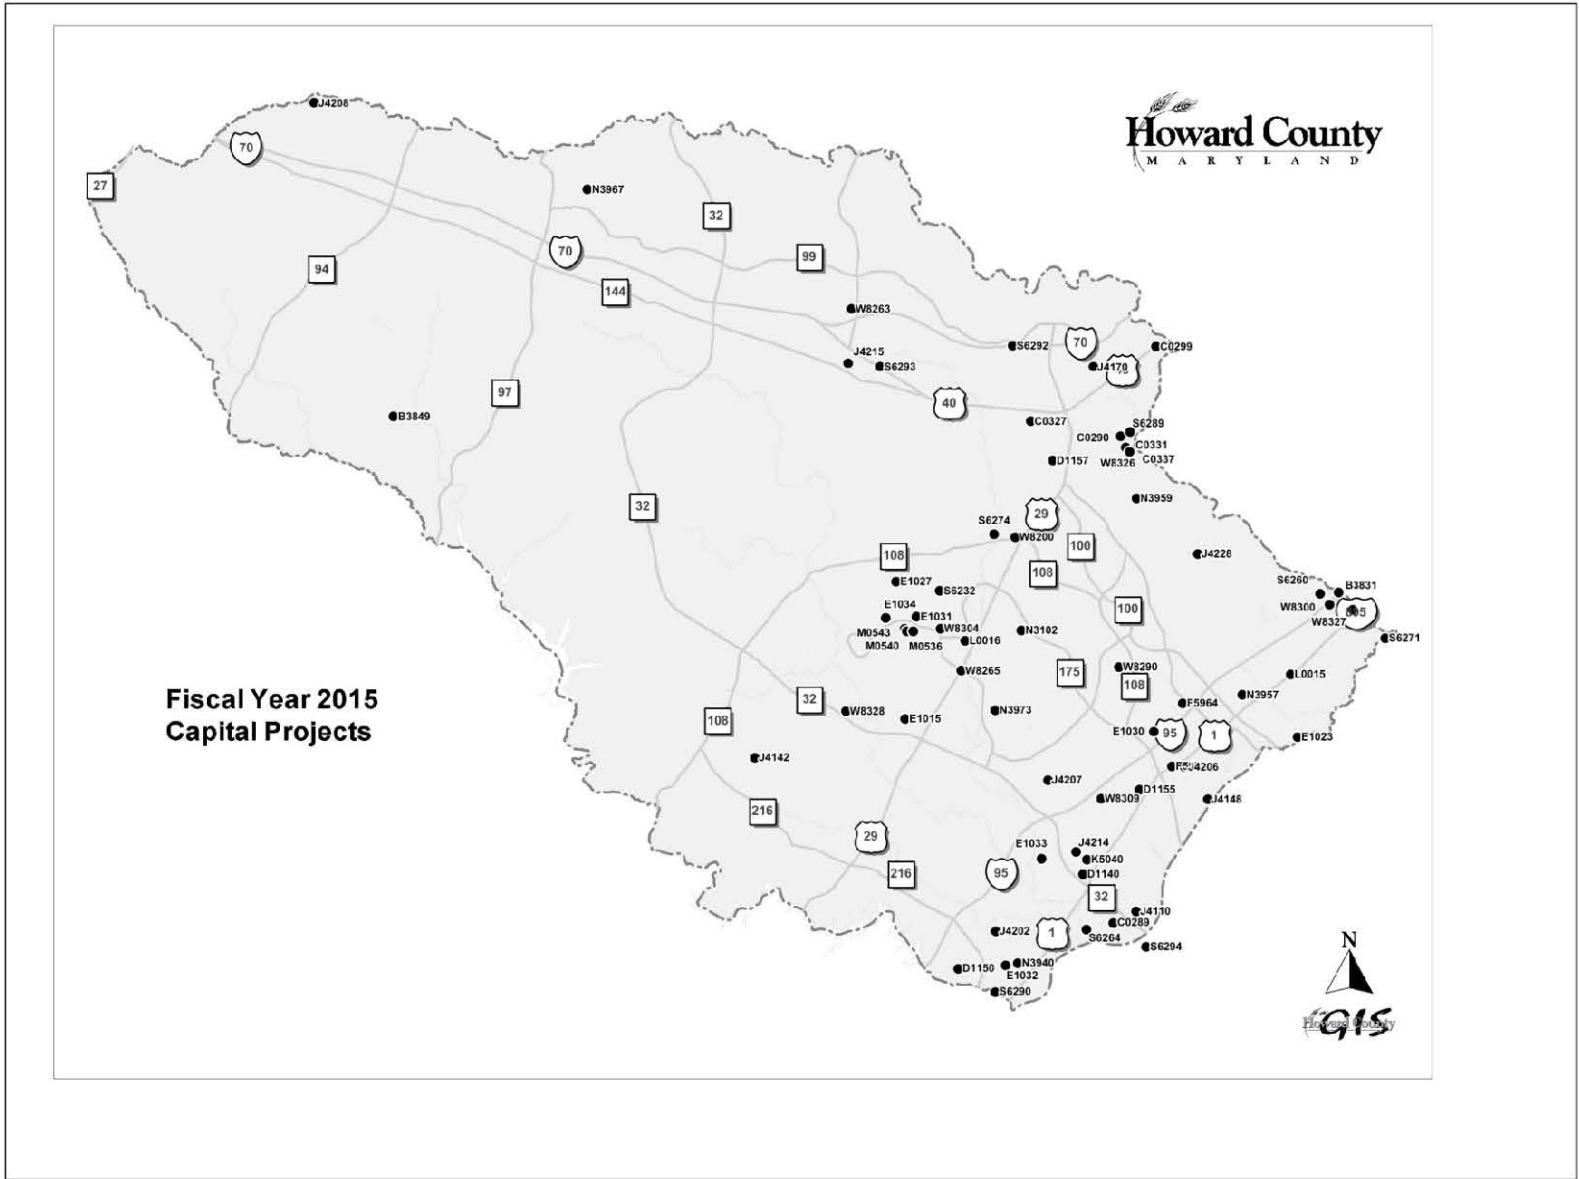 Howard County
MARYLAND
J4208
70
27
N3967
32
70
99
94
144
W8263
J4215
S6293
S6292
70
C0299
J4170
97
40
B3849
C0327
S6289
C0290
C0331
D1157
W8326
C0337
N3959
32
29
S6274
W8200
100
108
J4228
108
E1027
S6232
S6260
B3831
100
W8300
W8327
E1034
E1031
M0543
W8304
N3102
M0540
M0536
L0016
S6271
W8265
175
W8290
108
L0015
Fiscal Year 2015
Capital Projects
32
W8328
E1015
N3973
F5964
N3957
108
E1030
95
1
E1023
J4142
J4206
J4207
D1155
W8309
J4148
216
29
E1033
J4214
K5040
216
95
D1140
32
J4110
C0289
J4202
1
S6264
S6294
N3940
D1150
E1032
S6290
N
Howard County
GIS